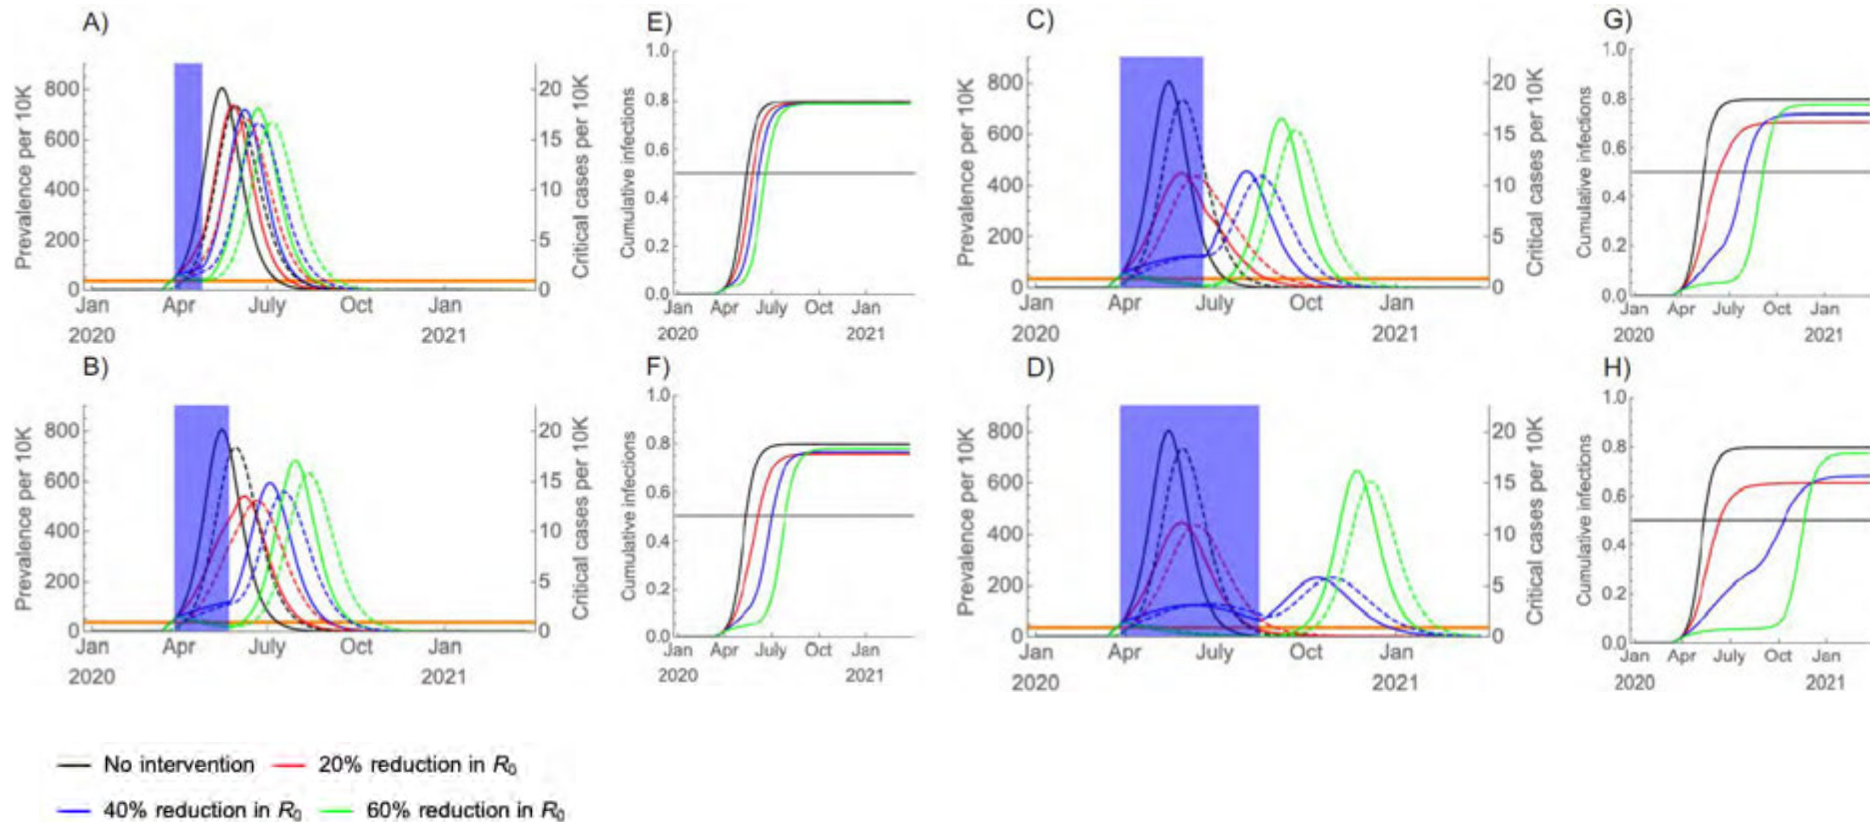 A)
Prevalence per 10K
800
600
400
200
0
20
15
10
5
0
Critical cases per 10K
Jan Apr July Oct Jan
2020 2021
E)
Cumulative infections
1.0
0.8
0.6
0.4
0.2
0.0
Jan Apr July Oct Jan
2020 2021
C)
Prevalence per 10K
800
600
400
200
0
20
15
10
5
0
Critical cases per 10K
Jan Apr July Oct Jan
2020 2021
G)
Cumulative infections
1.0
0.8
0.6
0.4
0.2
0.0
Jan Apr July Oct Jan
2020 2021
B)
Prevalence per 10K
800
600
400
200
0
20
15
10
5
0
Critical cases per 10K
Jan Apr July Oct Jan
2020 2021
F)
Cumulative infections
1.0
0.8
0.6
0.4
0.2
0.0
Jan Apr July Oct Jan
2020 2021
D)
Prevalence per 10K
800
600
400
200
0
20
15
10
5
0
Critical cases per 10K
Jan Apr July Oct Jan
2020 2021
H)
Cumulative infections
1.0
0.8
0.6
0.4
0.2
0.0
Jan Apr July Oct Jan
2020 2021
No intervention 20% reduction in R₀
40% reduction in R₀ 60% reduction in R₀